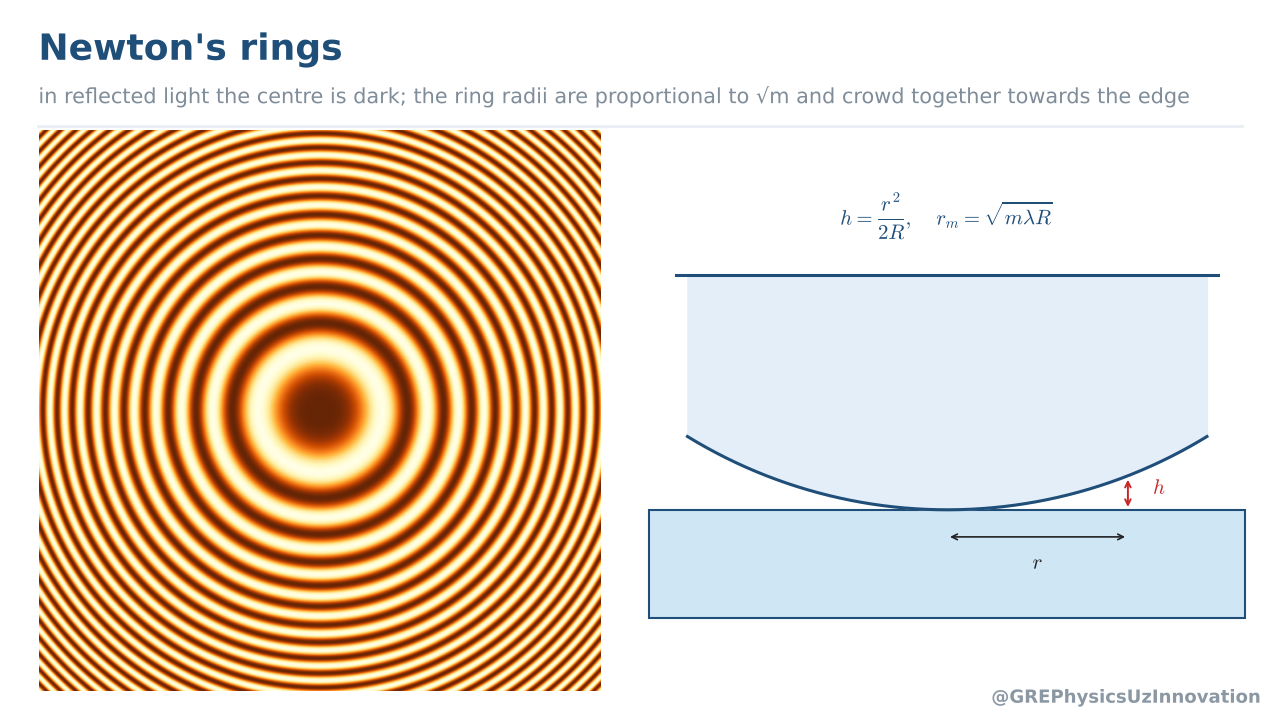 Newton's rings
in reflected light the centre is dark; the ring radii are proportional to √m and crowd together towards the edge
h = r²/2R,  rₘ = √mλR
h
r
@GREPhysicsUzInnovation